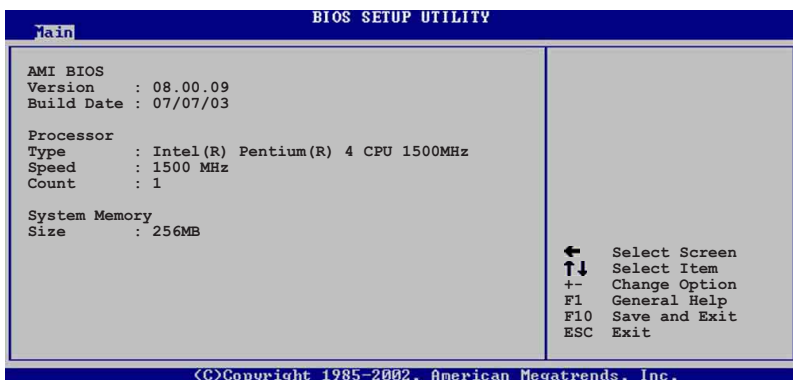 BIOS SETUP UTILITY
Main
AMI BIOS
Version : 08.00.09
Build Date : 07/07/03
Processor
Type : Intel(R) Pentium(R) 4 CPU 1500MHz
Speed : 1500 MHz
Count : 1
System Memory
Size : 256MB
← Select Screen
↑↓ Select Item
+- Change Option
F1 General Help
F10 Save and Exit
ESC Exit
(C)Copyright 1985-2002, American Megatrends, Inc.